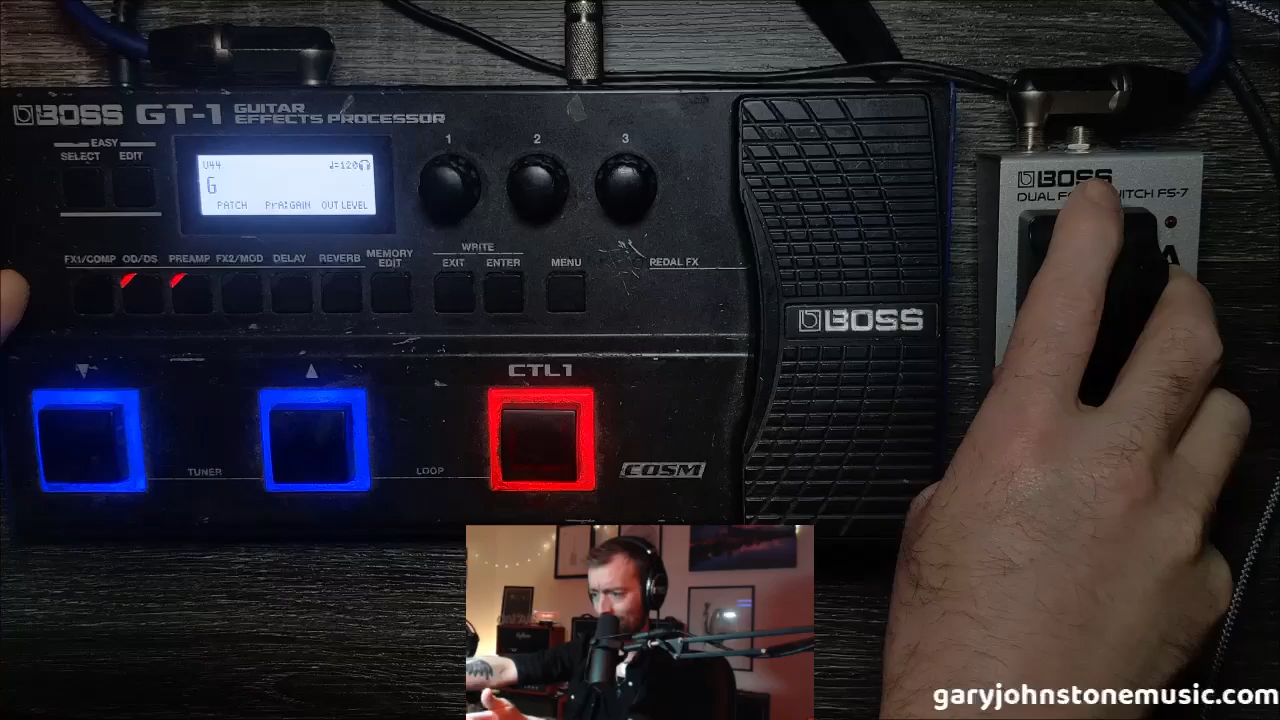 BOSS GT-1 GUITAR EFFECTS PROCESSOR
EASY
SELECT EDIT
U44 ♩=120
G
PATCH PrA:GAIN OUT LEVEL
1 2 3
FX1/COMP OD/DS PREAMP FX2/MOD DELAY REVERB MEMORY EDIT
WRITE
EXIT ENTER
MENU
PEDAL FX
BOSS
CTL1
TUNER
LOOP
COSM
BOSS
DUAL SWITCH FS-7
A
garyjohnstonemusic.com